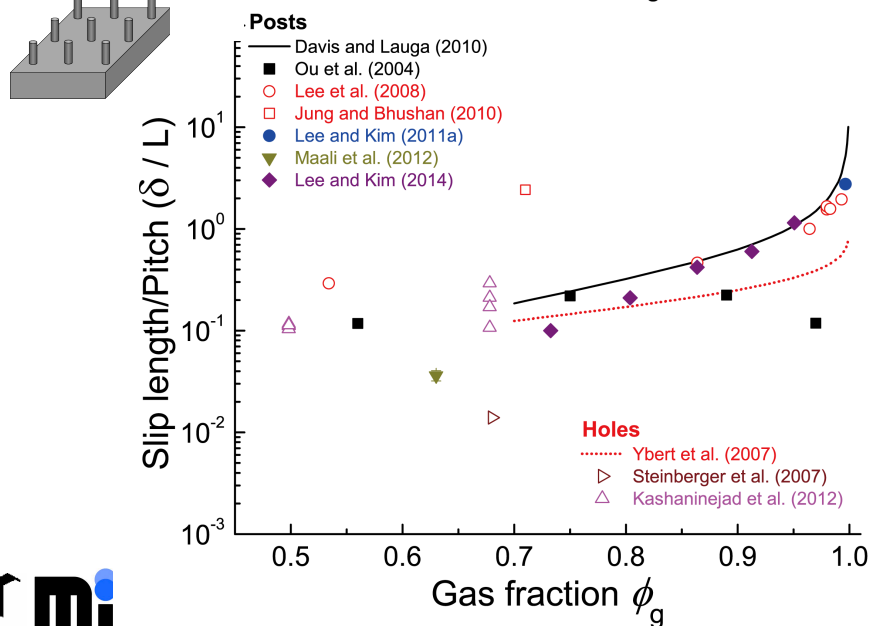 Posts
Davis and Lauga (2010)
Ou et al. (2004)
Lee et al. (2008)
Jung and Bhushan (2010)
Lee and Kim (2011a)
Maali et al. (2012)
Lee and Kim (2014)
Slip length/Pitch (δ / L)
10¹
10⁰
10⁻¹
10⁻²
10⁻³
Holes
Ybert et al. (2007)
Steinberger et al. (2007)
Kashaninejad et al. (2012)
0.5 0.6 0.7 0.8 0.9 1.0
Gas fraction ϕg